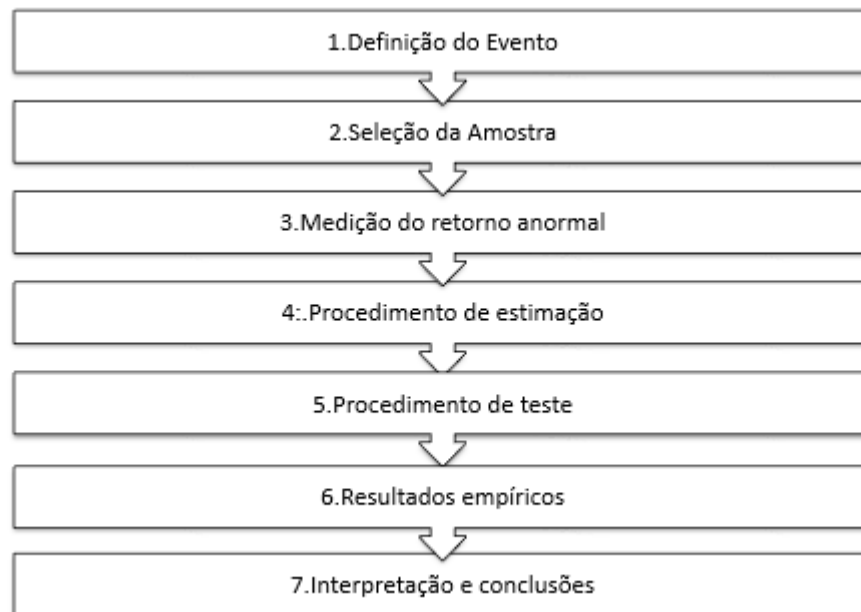 1.Definição do Evento
2.Seleção da Amostra
3.Medição do retorno anormal
4:.Procedimento de estimação
5.Procedimento de teste
6.Resultados empíricos
7.Interpretação e conclusões